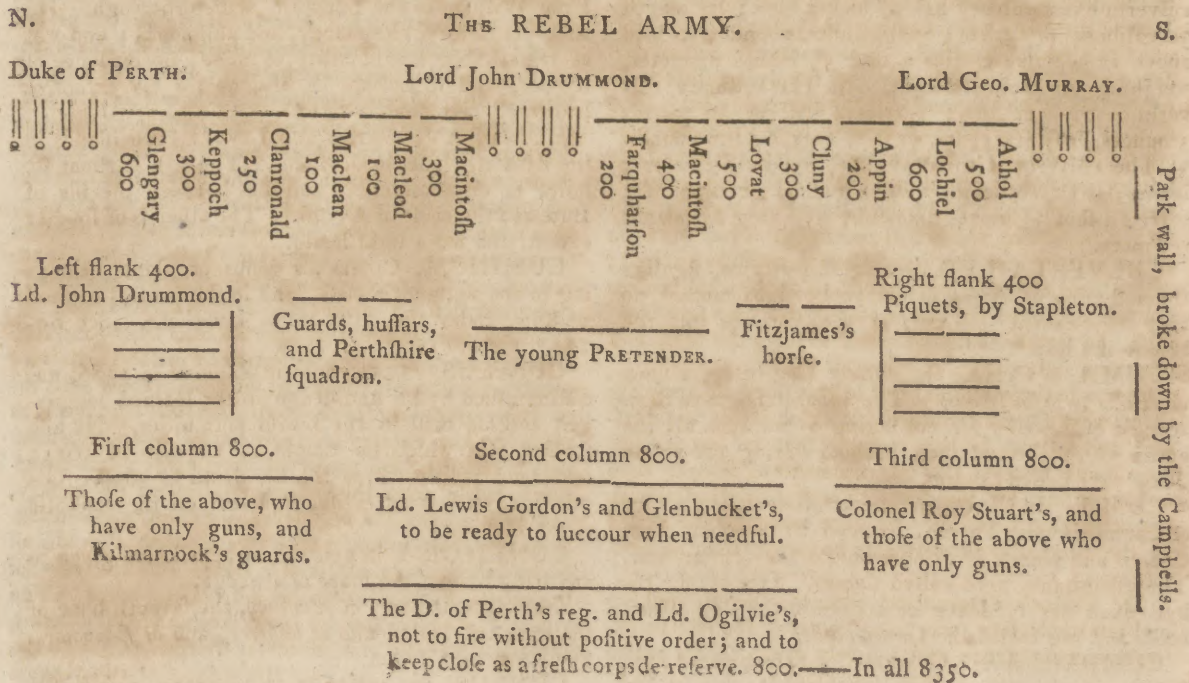 N.
THE REBEL ARMY.
S.
Duke of PERTH.
Lord John DRUMMOND.
Lord Geo. MURRAY.
Glengary
600
Keppoch
300
Clanronald
250
Maclean
100
Macleod
100
Macintoſh
300
Farquharſon
200
Macintoſh
400
Lovat
500
Cluny
300
Appin
200
Lochiel
600
Athol
500
Park wall, broke down by the Campbells.
Left flank 400.
Ld. John Drummond.
Guards, huſſars,
and Perthſhire
ſquadron.
The young PRETENDER.
Fitzjames's
horſe.
Right flank 400
Piquets, by Stapleton.
Firſt column 800.
Second column 800.
Third column 800.
Thoſe of the above, who
have only guns, and
Kilmarnock's guards.
Ld. Lewis Gordon's and Glenbucket's,
to be ready to ſuccour when needful.
Colonel Roy Stuart's, and
thoſe of the above who
have only guns.
The D. of Perth's reg. and Ld. Ogilvie's,
not to fire without poſitive order; and to
keep cloſe as a freſh corps de reſerve. 800.——In all 8350.